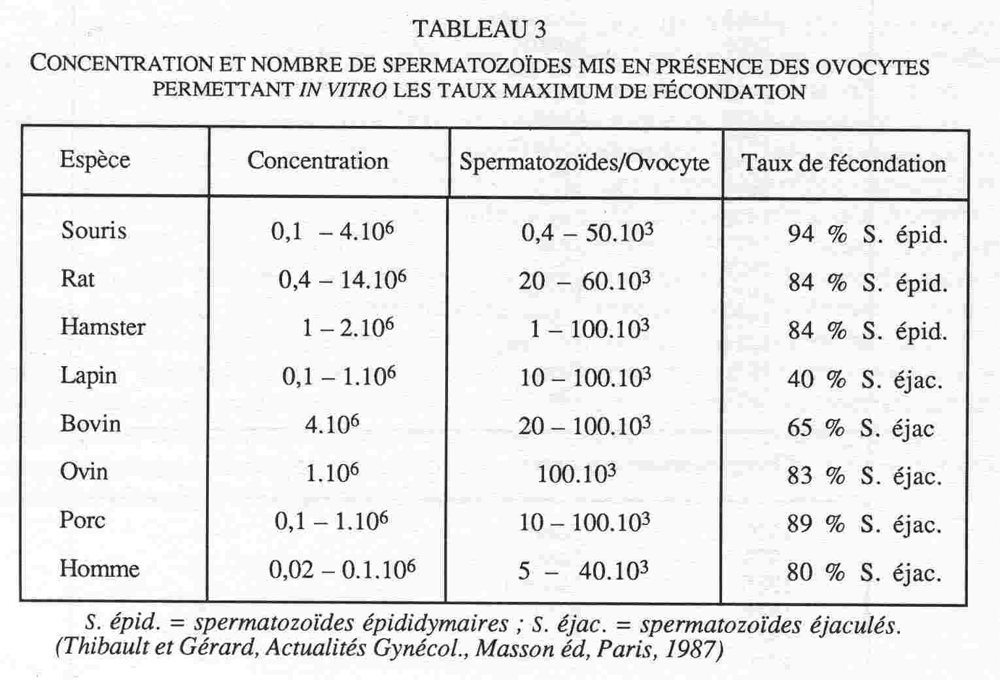 TABLEAU 3
CONCENTRATION ET NOMBRE DE SPERMATOZOÏDES MIS EN PRÉSENCE DES OVOCYTES
PERMETTANT IN VITRO LES TAUX MAXIMUM DE FÉCONDATION
Espèce Concentration Spermatozoïdes/Ovocyte Taux de fécondation
Souris 0,1 – 4.10⁶ 0,4 – 50.10³ 94 % S. épid.
Rat 0,4 – 14.10⁶ 20 – 60.10³ 84 % S. épid.
Hamster 1 – 2.10⁶ 1 – 100.10³ 84 % S. épid.
Lapin 0,1 – 1.10⁶ 10 – 100.10³ 40 % S. éjac.
Bovin 4.10⁶ 20 – 100.10³ 65 % S. éjac
Ovin 1.10⁶ 100.10³ 83 % S. éjac.
Porc 0,1 – 1.10⁶ 10 – 100.10³ 89 % S. éjac.
Homme 0,02 – 0.1.10⁶ 5 – 40.10³ 80 % S. éjac.
S. épid. = spermatozoïdes épididymaires ; S. éjac. = spermatozoïdes éjaculés.
(Thibault et Gérard, Actualités Gynécol., Masson éd, Paris, 1987)